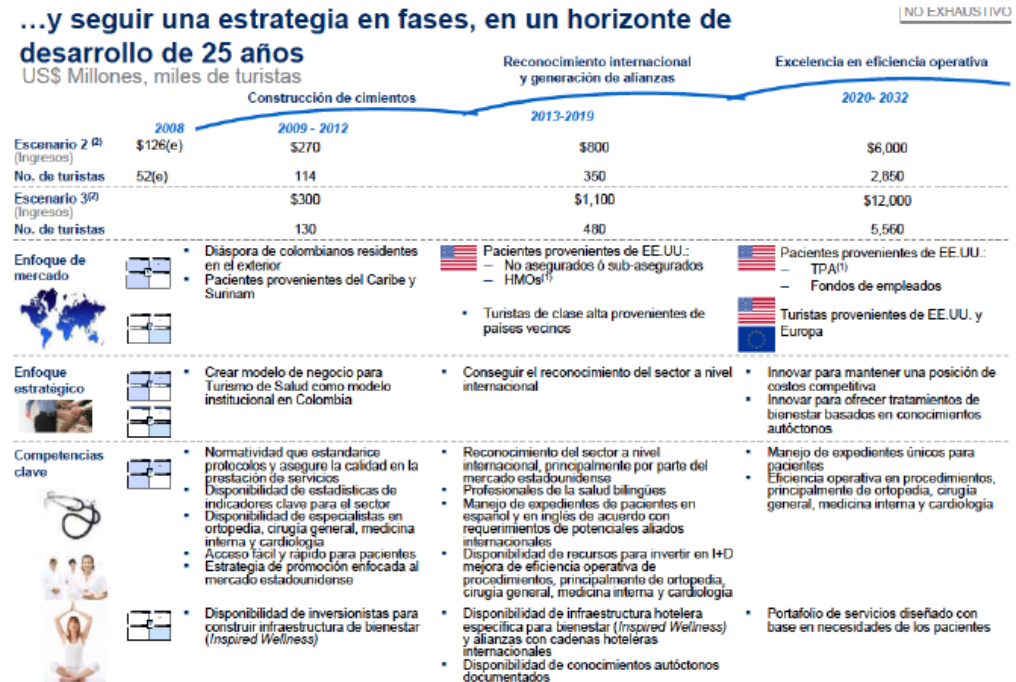 …y seguir una estrategia en fases, en un horizonte de
desarrollo de 25 años
NO EXHAUSTIVO
US$ Millones, miles de turistas
Construcción de cimientos
Reconocimiento internacional
y generación de alianzas
Excelencia en eficiencia operativa
2008
2009 - 2012
2013-2019
2020- 2032
Escenario 2 (2)
(Ingresos)
$126(e)
$270
$800
$6,000
No. de turistas
52(e)
114
350
2,850
Escenario 3(2)
(Ingresos)
$300
$1,100
$12,000
No. de turistas
130
480
5,560
Enfoque de
mercado
▪ Diáspora de colombianos residentes
en el exterior
▪ Pacientes provenientes del Caribe y
Surinam
Pacientes provenientes de EE.UU.:
– No asegurados ó sub-asegurados
– HMOs(1)
▪ Turistas de clase alta provenientes de
países vecinos
Pacientes provenientes de EE.UU.:
– TPA(1)
– Fondos de empleados
Turistas provenientes de EE.UU. y
Europa
Enfoque
estratégico
▪ Crear modelo de negocio para
Turismo de Salud como modelo
institucional en Colombia
▪ Conseguir el reconocimiento del sector a nivel
internacional
▪ Innovar para mantener una posición de
costos competitiva
▪ Innovar para ofrecer tratamientos de
bienestar basados en conocimientos
autóctonos
Competencias
clave
▪ Normatividad que estandarice
protocolos y asegure la calidad en la
prestación de servicios
▪ Disponibilidad de estadísticas de
indicadores clave para el sector
▪ Disponibilidad de especialistas en
ortopedia, cirugía general, medicina
interna y cardiología
▪ Acceso fácil y rápido para pacientes
▪ Estrategia de promoción enfocada al
mercado estadounidense
▪ Reconocimiento del sector a nivel
internacional, principalmente por parte del
mercado estadounidense
▪ Profesionales de la salud bilingües
▪ Manejo de expedientes de pacientes en
español y en inglés de acuerdo con
requerimientos de potenciales aliados
internacionales
▪ Disponibilidad de recursos para invertir en I+D
mejora de eficiencia operativa de
procedimientos, principalmente de ortopedia,
cirugía general, medicina interna y cardiología
▪ Manejo de expedientes únicos para
pacientes
▪ Eficiencia operativa en procedimientos,
principalmente de ortopedia, cirugía
general, medicina interna y cardiología
▪ Disponibilidad de inversionistas para
construir infraestructura de bienestar
(Inspired Wellness)
▪ Disponibilidad de infraestructura hotelera
específica para bienestar (Inspired Wellness)
y alianzas con cadenas hoteleras
internacionales
▪ Disponibilidad de conocimientos autóctonos
documentados
▪ Portafolio de servicios diseñado con
base en necesidades de los pacientes